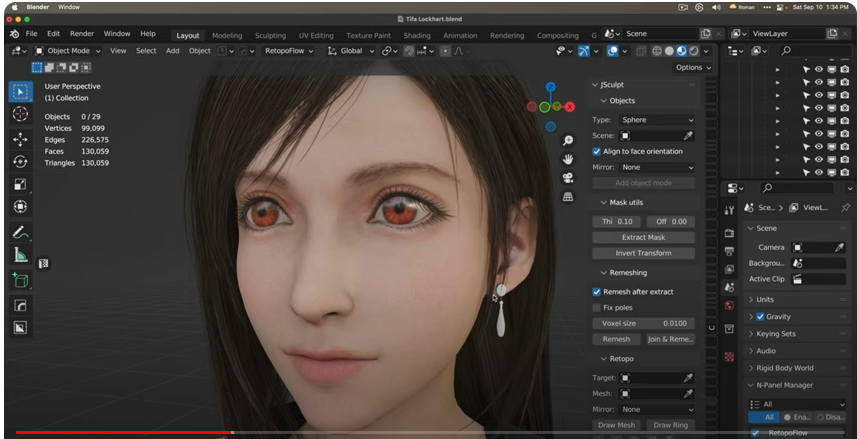 Blender Window
Roman Sat Sep 10 1:34 PM
Tifa Lockhart.blend
File Edit Render Window Help Layout Modeling Sculpting UV Editing Texture Paint Shading Animation Rendering Compositing G Scene ViewLayer
Object Mode View Select Add Object RetopoFlow Global
Options
User Perspective
(1) Collection
Objects 0 / 29
Vertices 99,099
Edges 226,575
Faces 130,059
Triangles 130,059
Z
X
JSculpt
Objects
Type: Sphere
Scene:
Align to face orientation
Mirror: None
Add object mode
Mask utils
Thi 0.10 Off 0.00
Extract Mask
Invert Transform
Remeshing
Remesh after extract
Fix poles
Voxel size 0.0100
Remesh Join & Reme...
Retopo
Target:
Mesh:
Mirror: None
Draw Mesh Draw Ring
Sce... ViewL...
Scene
Camera
Backgrou...
Active Clip
Units
Gravity
Keying Sets
Audio
Rigid Body World
N-Panel Manager
All
All Ena... Disa...
RetopoFlow